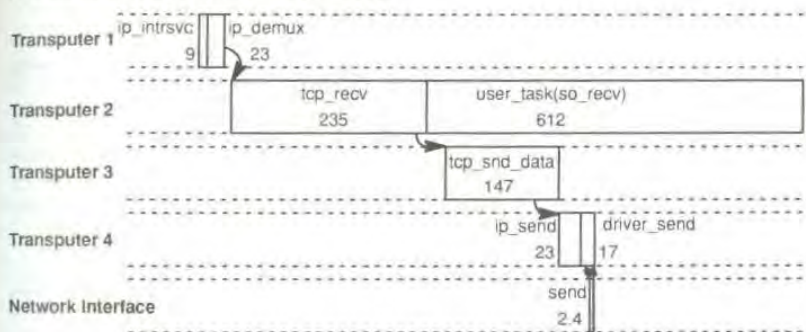 ip_intrsvc ip_demux
Transputer 1
9 23
tcp_recv user_task(so_recv)
Transputer 2
235 612
Transputer 3
tcp_snd_data
147
ip_send driver_send
Transputer 4
23 17
send
Network Interface
2.4